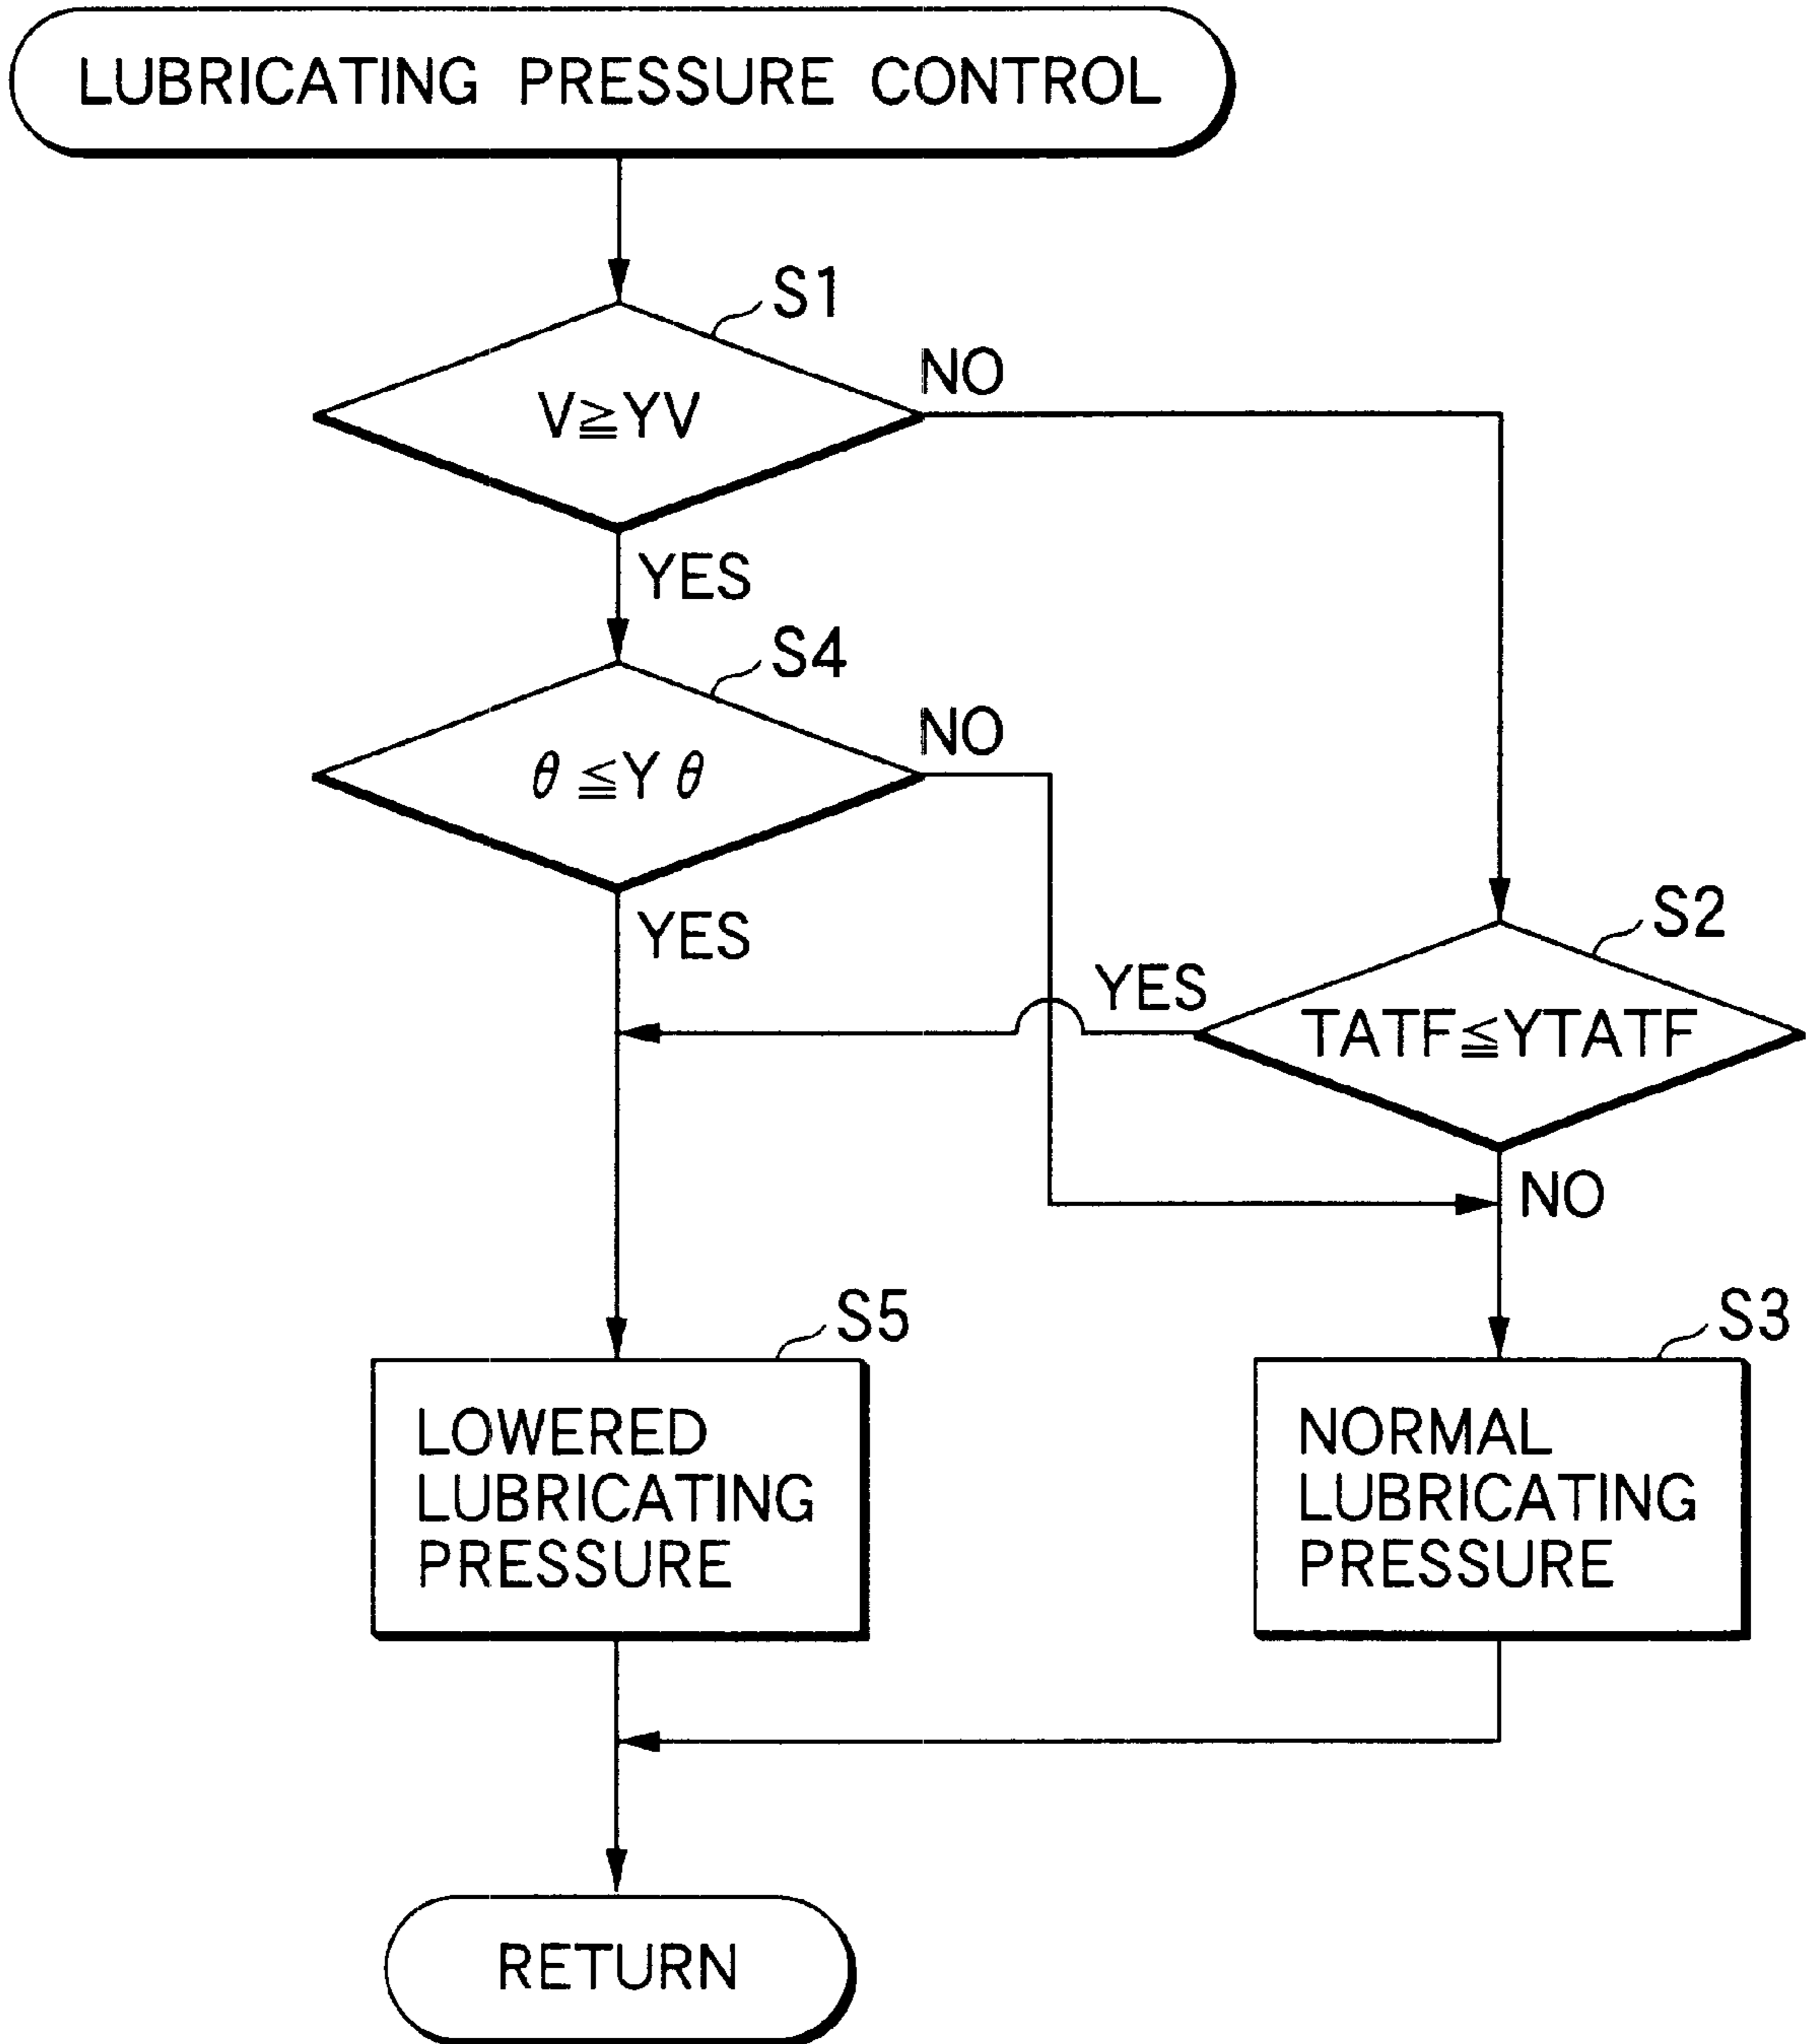 LUBRICATING PRESSURE CONTROL
S1
V≧YV
NO
YES
S4
θ≦Yθ
NO
YES
S2
YES
TATF≦YTATF
NO
S5
LOWERED
LUBRICATING
PRESSURE
S3
NORMAL
LUBRICATING
PRESSURE
RETURN